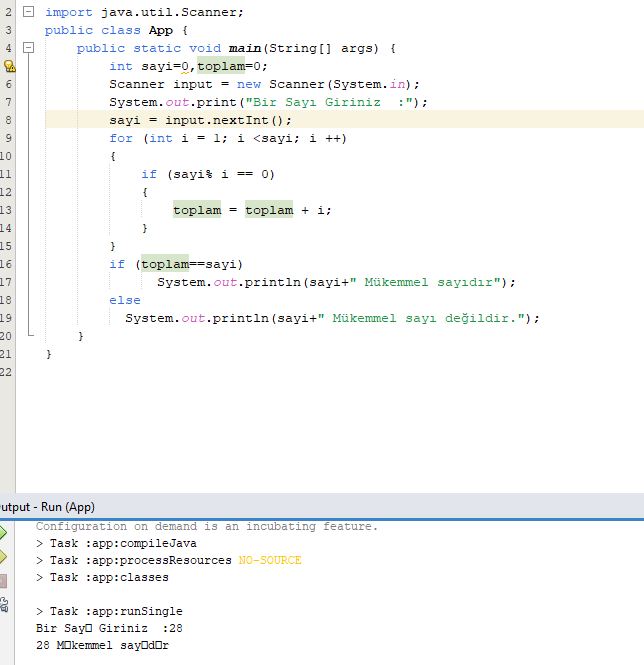 2 import java.util.Scanner;
3 public class App {
4 public static void main(String[] args) {
int sayi=0,toplam=0;
6 Scanner input = new Scanner(System.in);
7 System.out.print("Bir Sayı Giriniz  :");
8 sayi = input.nextInt();
9 for (int i = 1; i <sayi; i ++)
10 {
11 if (sayi% i == 0)
12 {
13 toplam = toplam + i;
14 }
15 }
16 if (toplam==sayi)
17 System.out.println(sayi+" Mükemmel sayıdır");
18 else
19 System.out.println(sayi+" Mükemmel sayı değildir.");
20 }
21 }
22
utput - Run (App)
Configuration on demand is an incubating feature.
> Task :app:compileJava
> Task :app:processResources NO-SOURCE
> Task :app:classes
> Task :app:runSingle
Bir Say□ Giriniz  :28
28 M□kemmel say□d□r